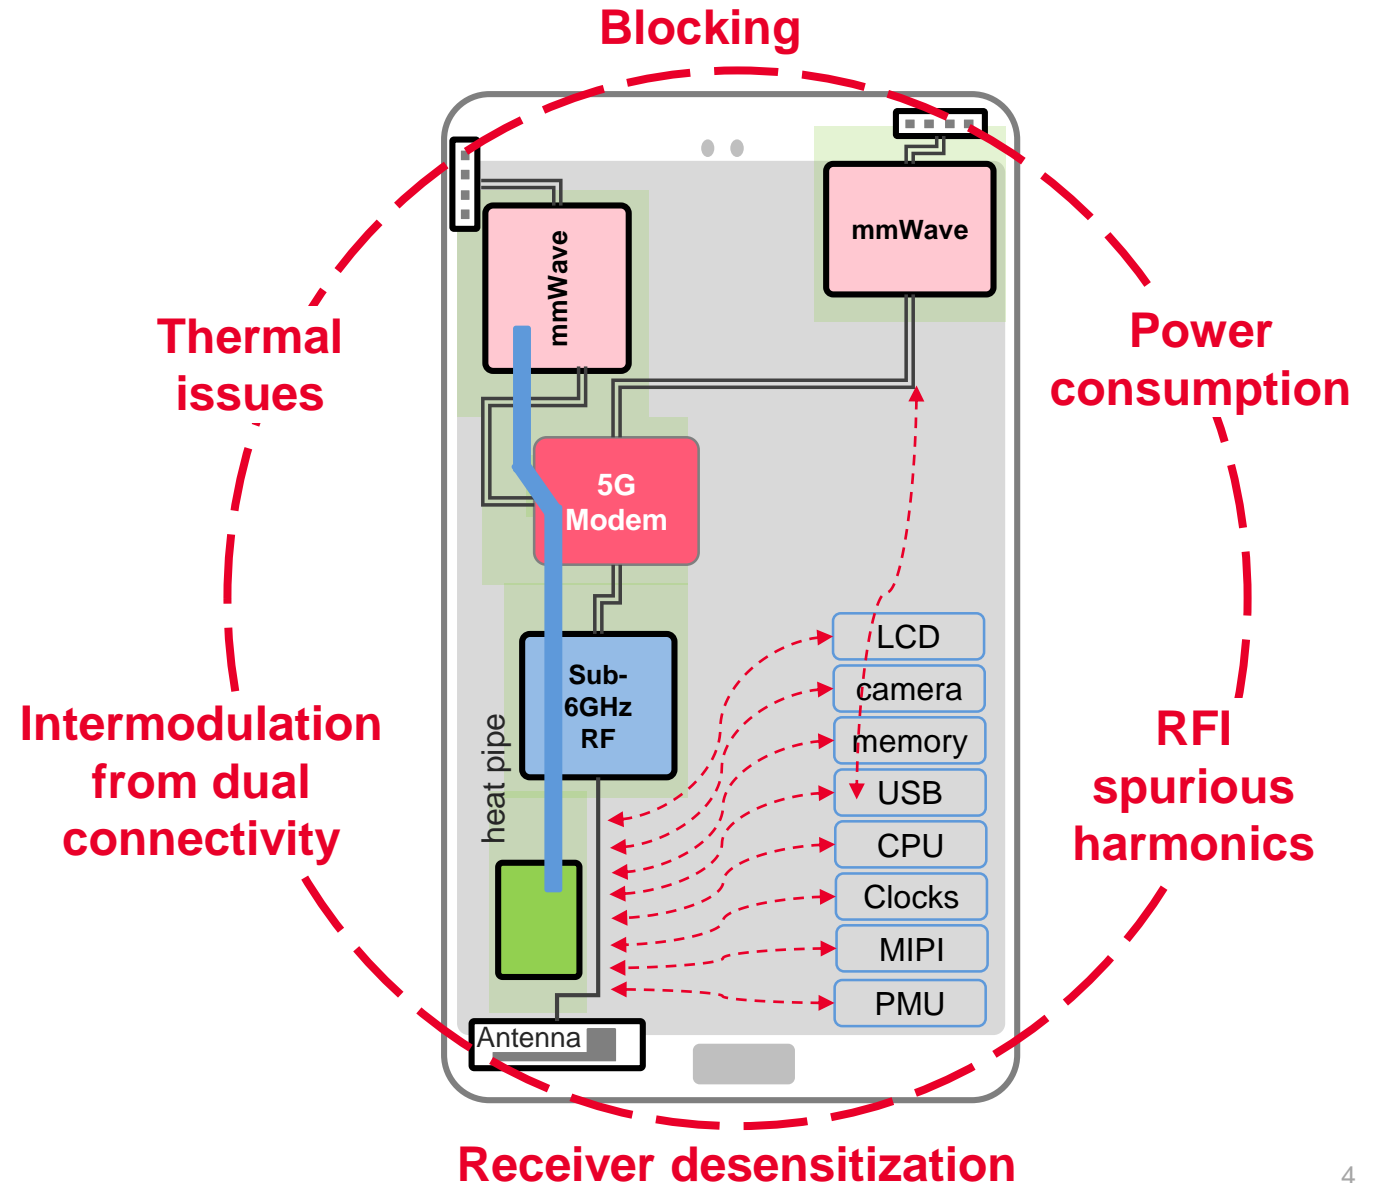 Blocking
mmWave
mmWave
Thermal
issues
Power
consumption
5G
Modem
LCD
Sub-
6GHz
RF
camera
memory
heat pipe
USB
Intermodulation
from dual
connectivity
RFI
spurious
harmonics
CPU
Clocks
MIPI
PMU
Antenna
Receiver desensitization
4